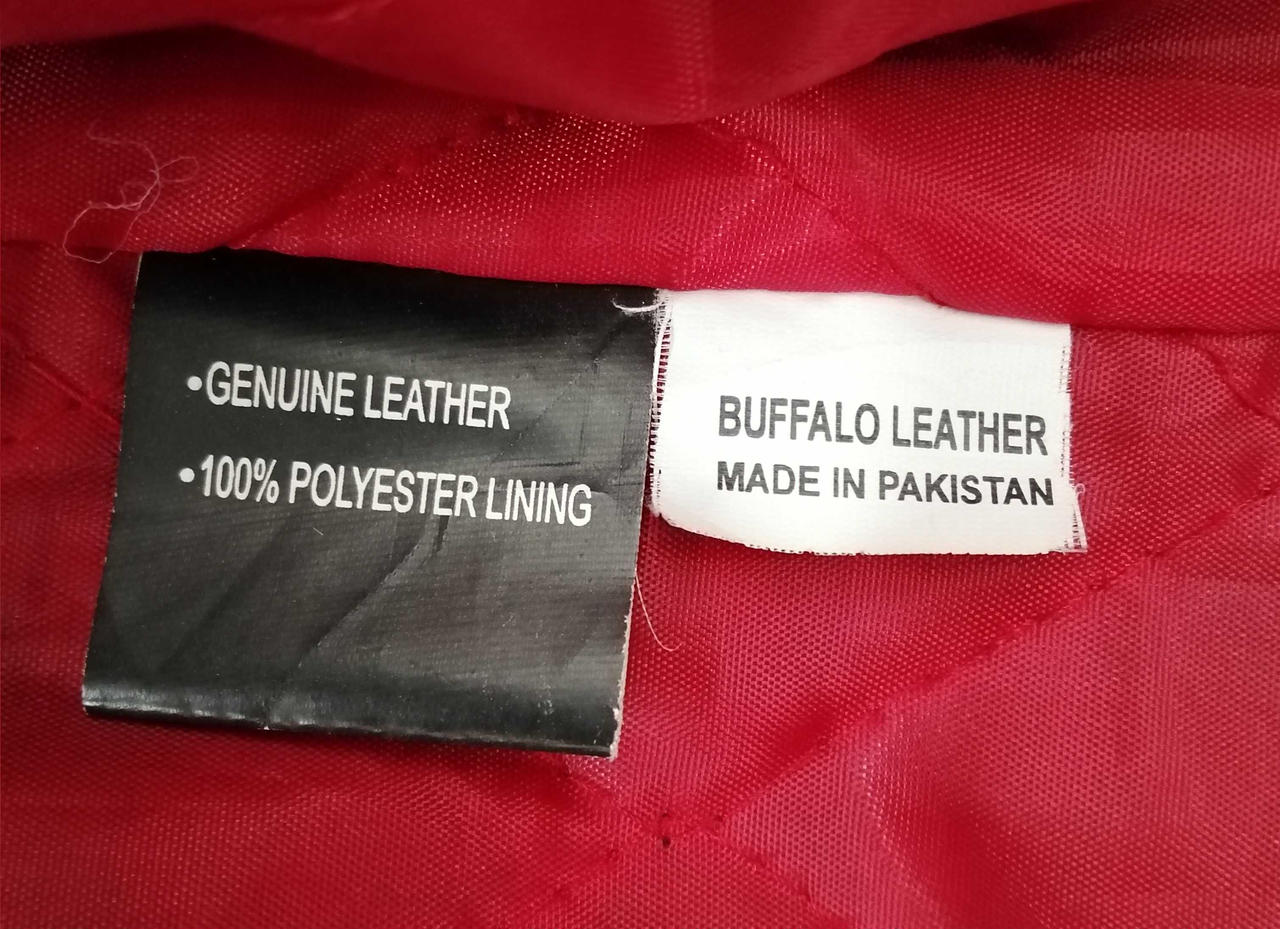 •GENUINE LEATHER
•100% POLYESTER LINING
BUFFALO LEATHER
MADE IN PAKISTAN